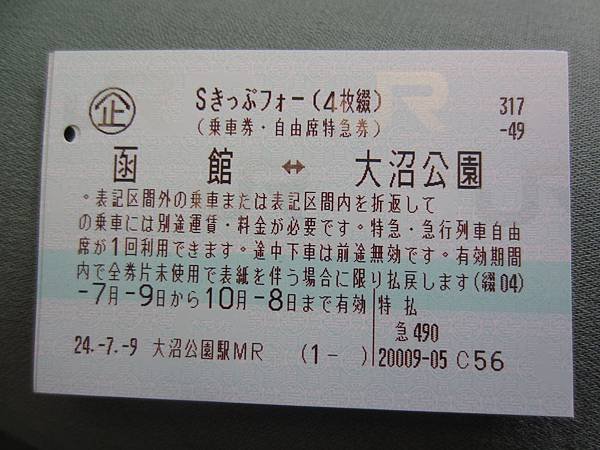 企 Sきっぷフォー(4枚綴) 317
(乗車券・自由席特急券) -49
函館 ↔ 大沼公園
。表記区間外の乗車または表記区間内を折返して
の乗車には別途運賃・料金が必要です。特急・急行列車自由
席が1回利用できます。途中下車は前途無効です。有効期間
内で全券片未使用で表紙を伴う場合に限り払戻します(綴04)
-7月-9日から10月-8日まで有効 特 払
急490
24.-7.-9 大沼公園駅MR (1- ) 20009-05 C56